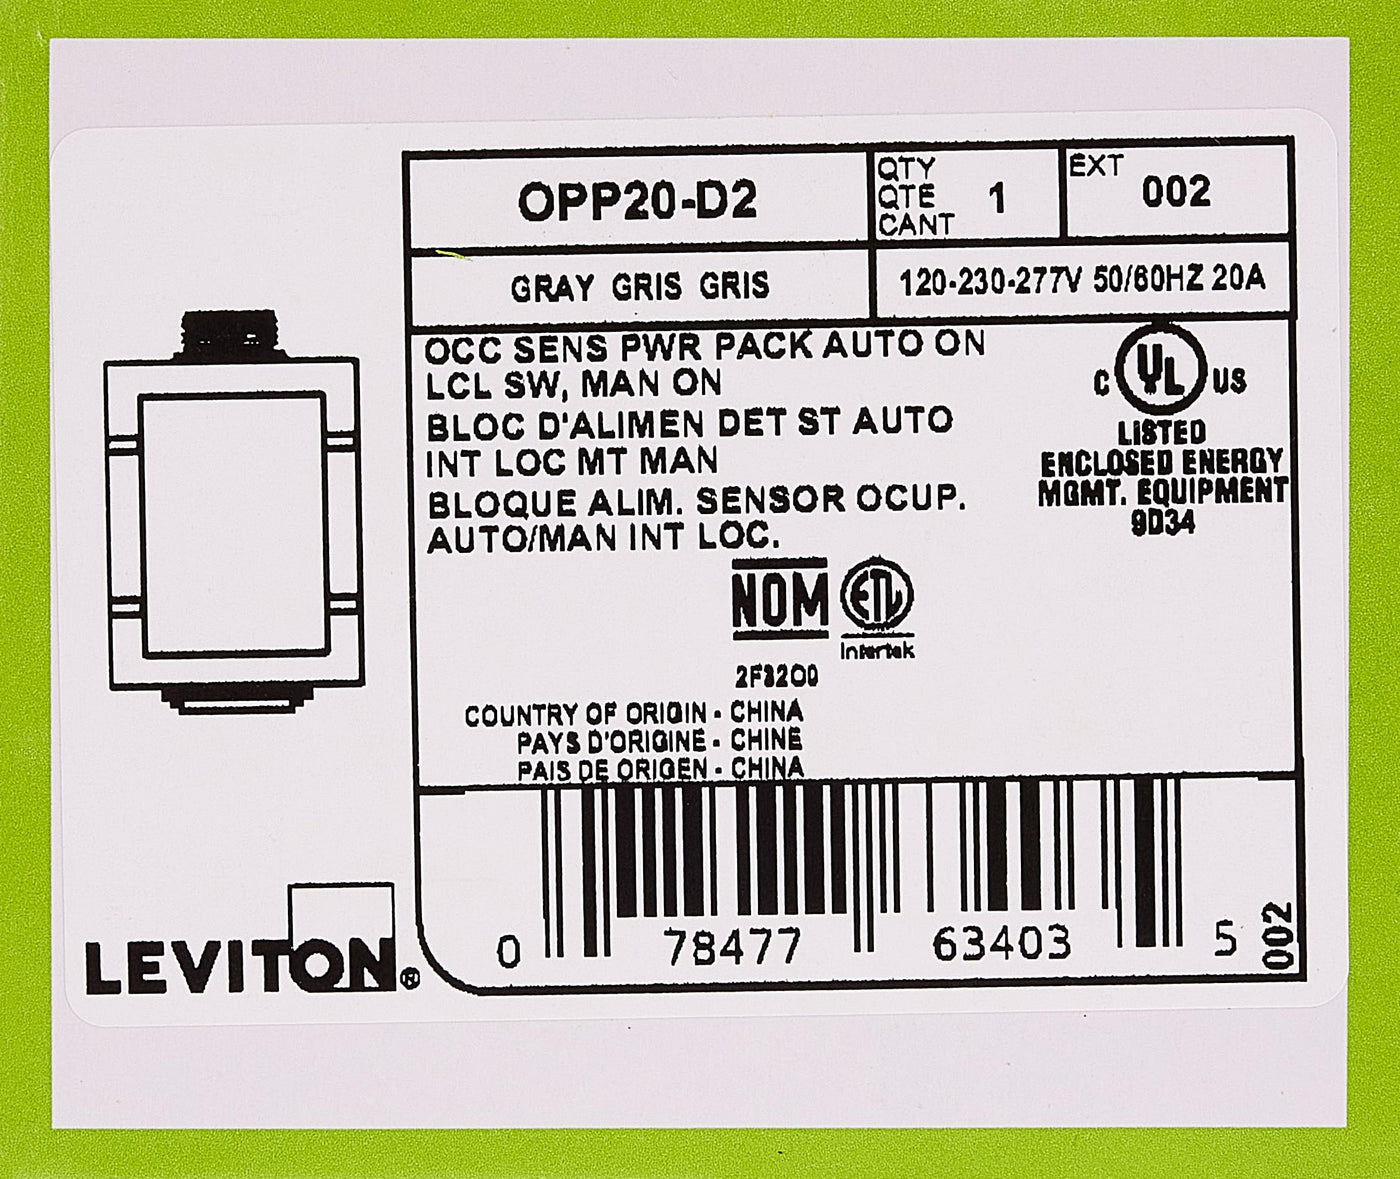 OPP20-D2
QTY
QTE
CANT
1
EXT
002
GRAY GRIS GRIS
120-230-277V 50/60HZ 20A
OCC SENS PWR PACK AUTO ON
LCL SW, MAN ON
BLOC D'ALIMEN DET ST AUTO
INT LOC MT MAN
BLOQUE ALIM. SENSOR OCUP.
AUTO/MAN INT LOC.
C UL US
LISTED
ENCLOSED ENERGY
MGMT. EQUIPMENT
9D34
NOM
ETL
Intertek
COUNTRY OF ORIGIN - CHINA
PAYS D'ORIGINE - CHINE
PAIS DE ORIGEN - CHINA
0 78477 63403 5
002
LEVITON®